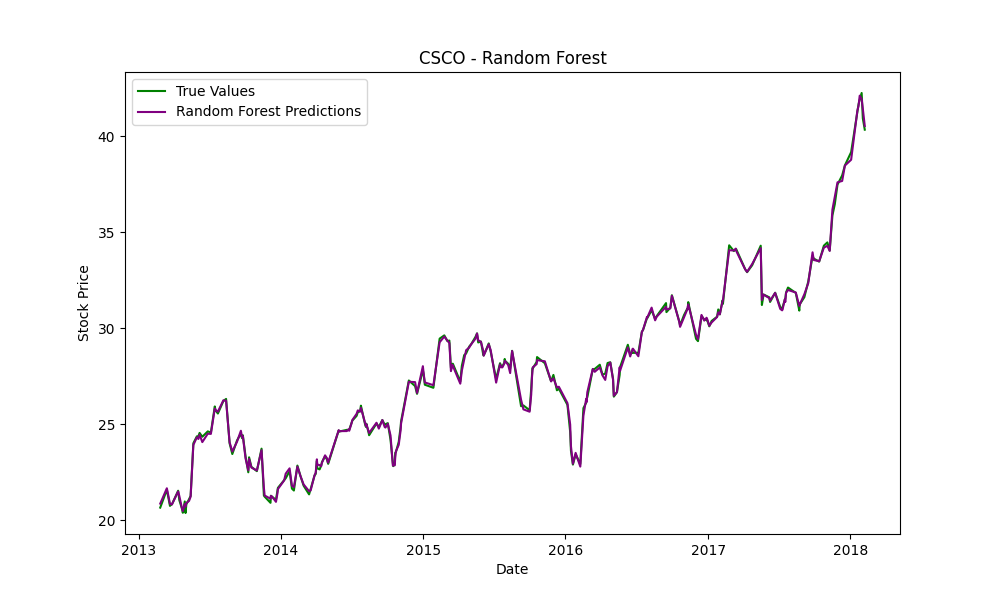 CSCO - Random Forest
True Values
Random Forest Predictions
40
35
30
25
20
Stock Price
2013 2014 2015 2016 2017 2018
Date